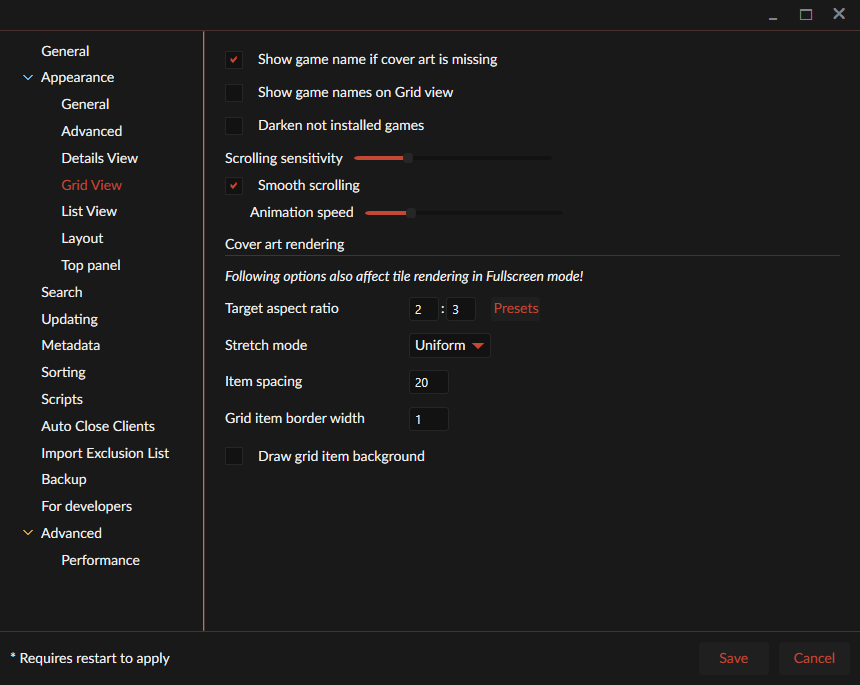 General
Appearance
General
Advanced
Details View
Grid View
List View
Layout
Top panel
Search
Updating
Metadata
Sorting
Scripts
Auto Close Clients
Import Exclusion List
Backup
For developers
Advanced
Performance
Show game name if cover art is missing
Show game names on Grid view
Darken not installed games
Scrolling sensitivity
Smooth scrolling
Animation speed
Cover art rendering
Following options also affect tile rendering in Fullscreen mode!
Target aspect ratio 2 : 3 Presets
Stretch mode Uniform
Item spacing 20
Grid item border width 1
Draw grid item background
* Requires restart to apply Save Cancel